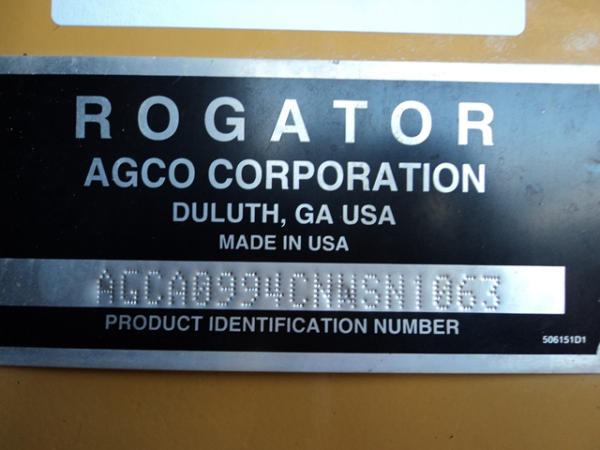 ROGATOR
AGCO CORPORATION
DULUTH, GA USA
MADE IN USA
AGCA0994CNWSN1063
PRODUCT IDENTIFICATION NUMBER
506151D1